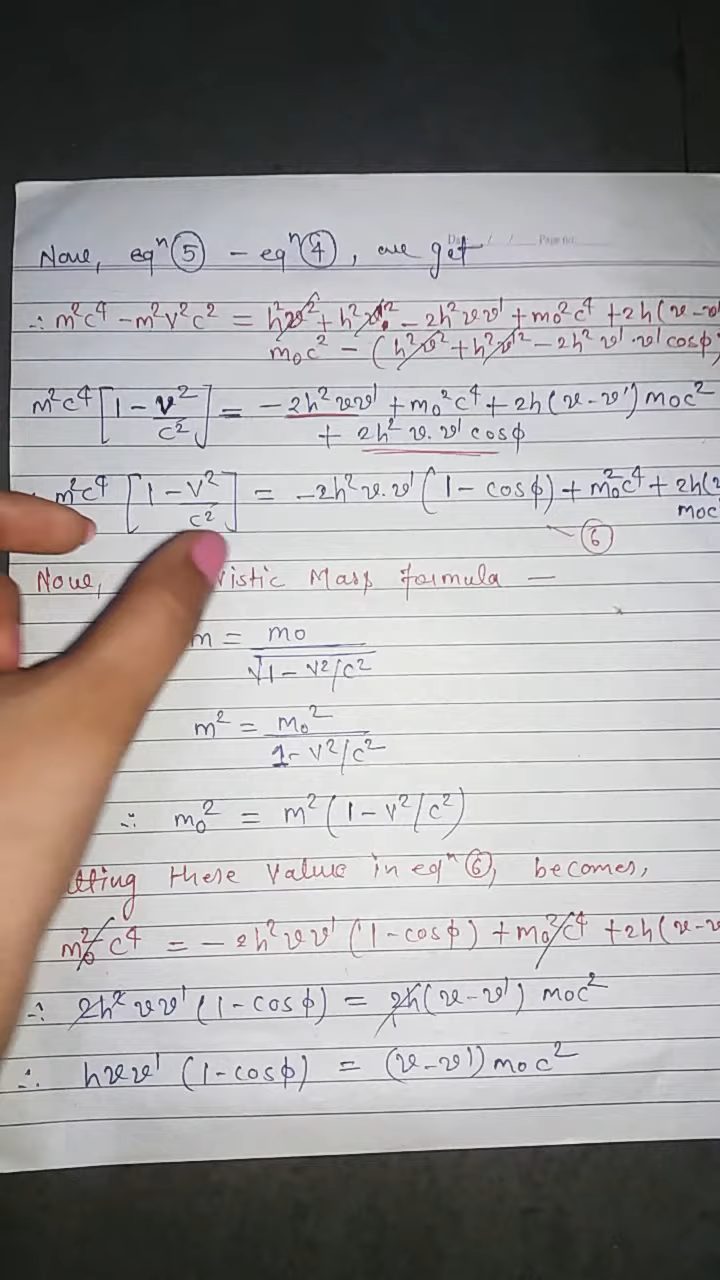 Now, eqⁿ ⑤ - eqⁿ ④, we get
Page no
∴ m²c⁴ - m²v²c² = h²ν² + h²ν'² - 2h²νν' + m₀²c⁴ + 2h(ν-ν'
m₀c² - (h²ν² + h²ν'² - 2h² ν'.ν' cosϕ)
m²c⁴ [1 - v²/c²] = -2h²νν' + m₀²c⁴ + 2h(ν-ν') m₀c²
+ 2h² ν.ν' cosϕ
m²c⁴ [1-v²/c²] = -2h²ν.ν' (1 - cosϕ) + m₀²c⁴ + 2h(
m₀c
⑥
Now, vistic Mass formula —
m = m₀/√1-v²/c²
m² = m₀²/1-v²/c²
∴ m₀² = m² (1-v²/c²)
tting these value in eqⁿ ⑥, becomes,
m₀²c⁴ = -2h²νν' (1-cosϕ) + m₀²c⁴ + 2h(ν-ν
∴ 2h²νν' (1-cosϕ) = 2h(ν-ν') m₀c²
∴ hνν' (1-cosϕ) = (ν-ν') m₀c²